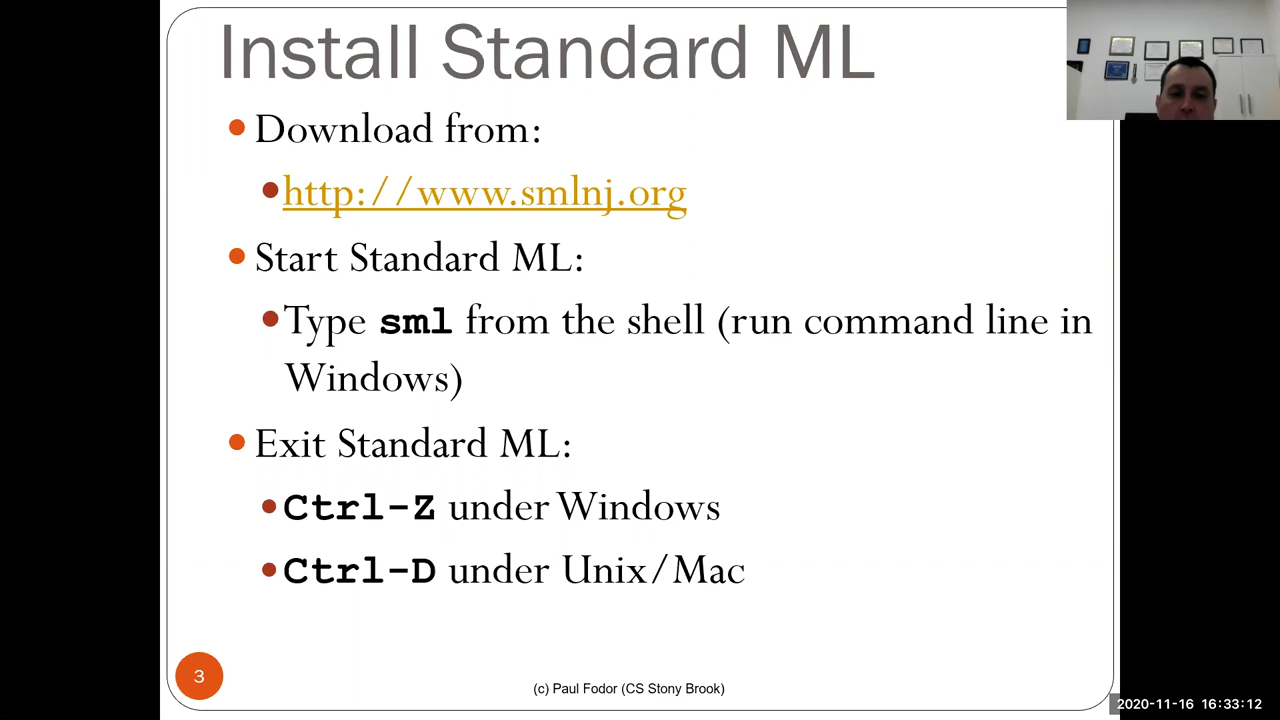 Install Standard ML
• Download from:
• http://www.smlnj.org
• Start Standard ML:
• Type sml from the shell (run command line in
Windows)
• Exit Standard ML:
• Ctrl-Z under Windows
• Ctrl-D under Unix/Mac
3
(c) Paul Fodor (CS Stony Brook)
2020-11-16 16:33:12